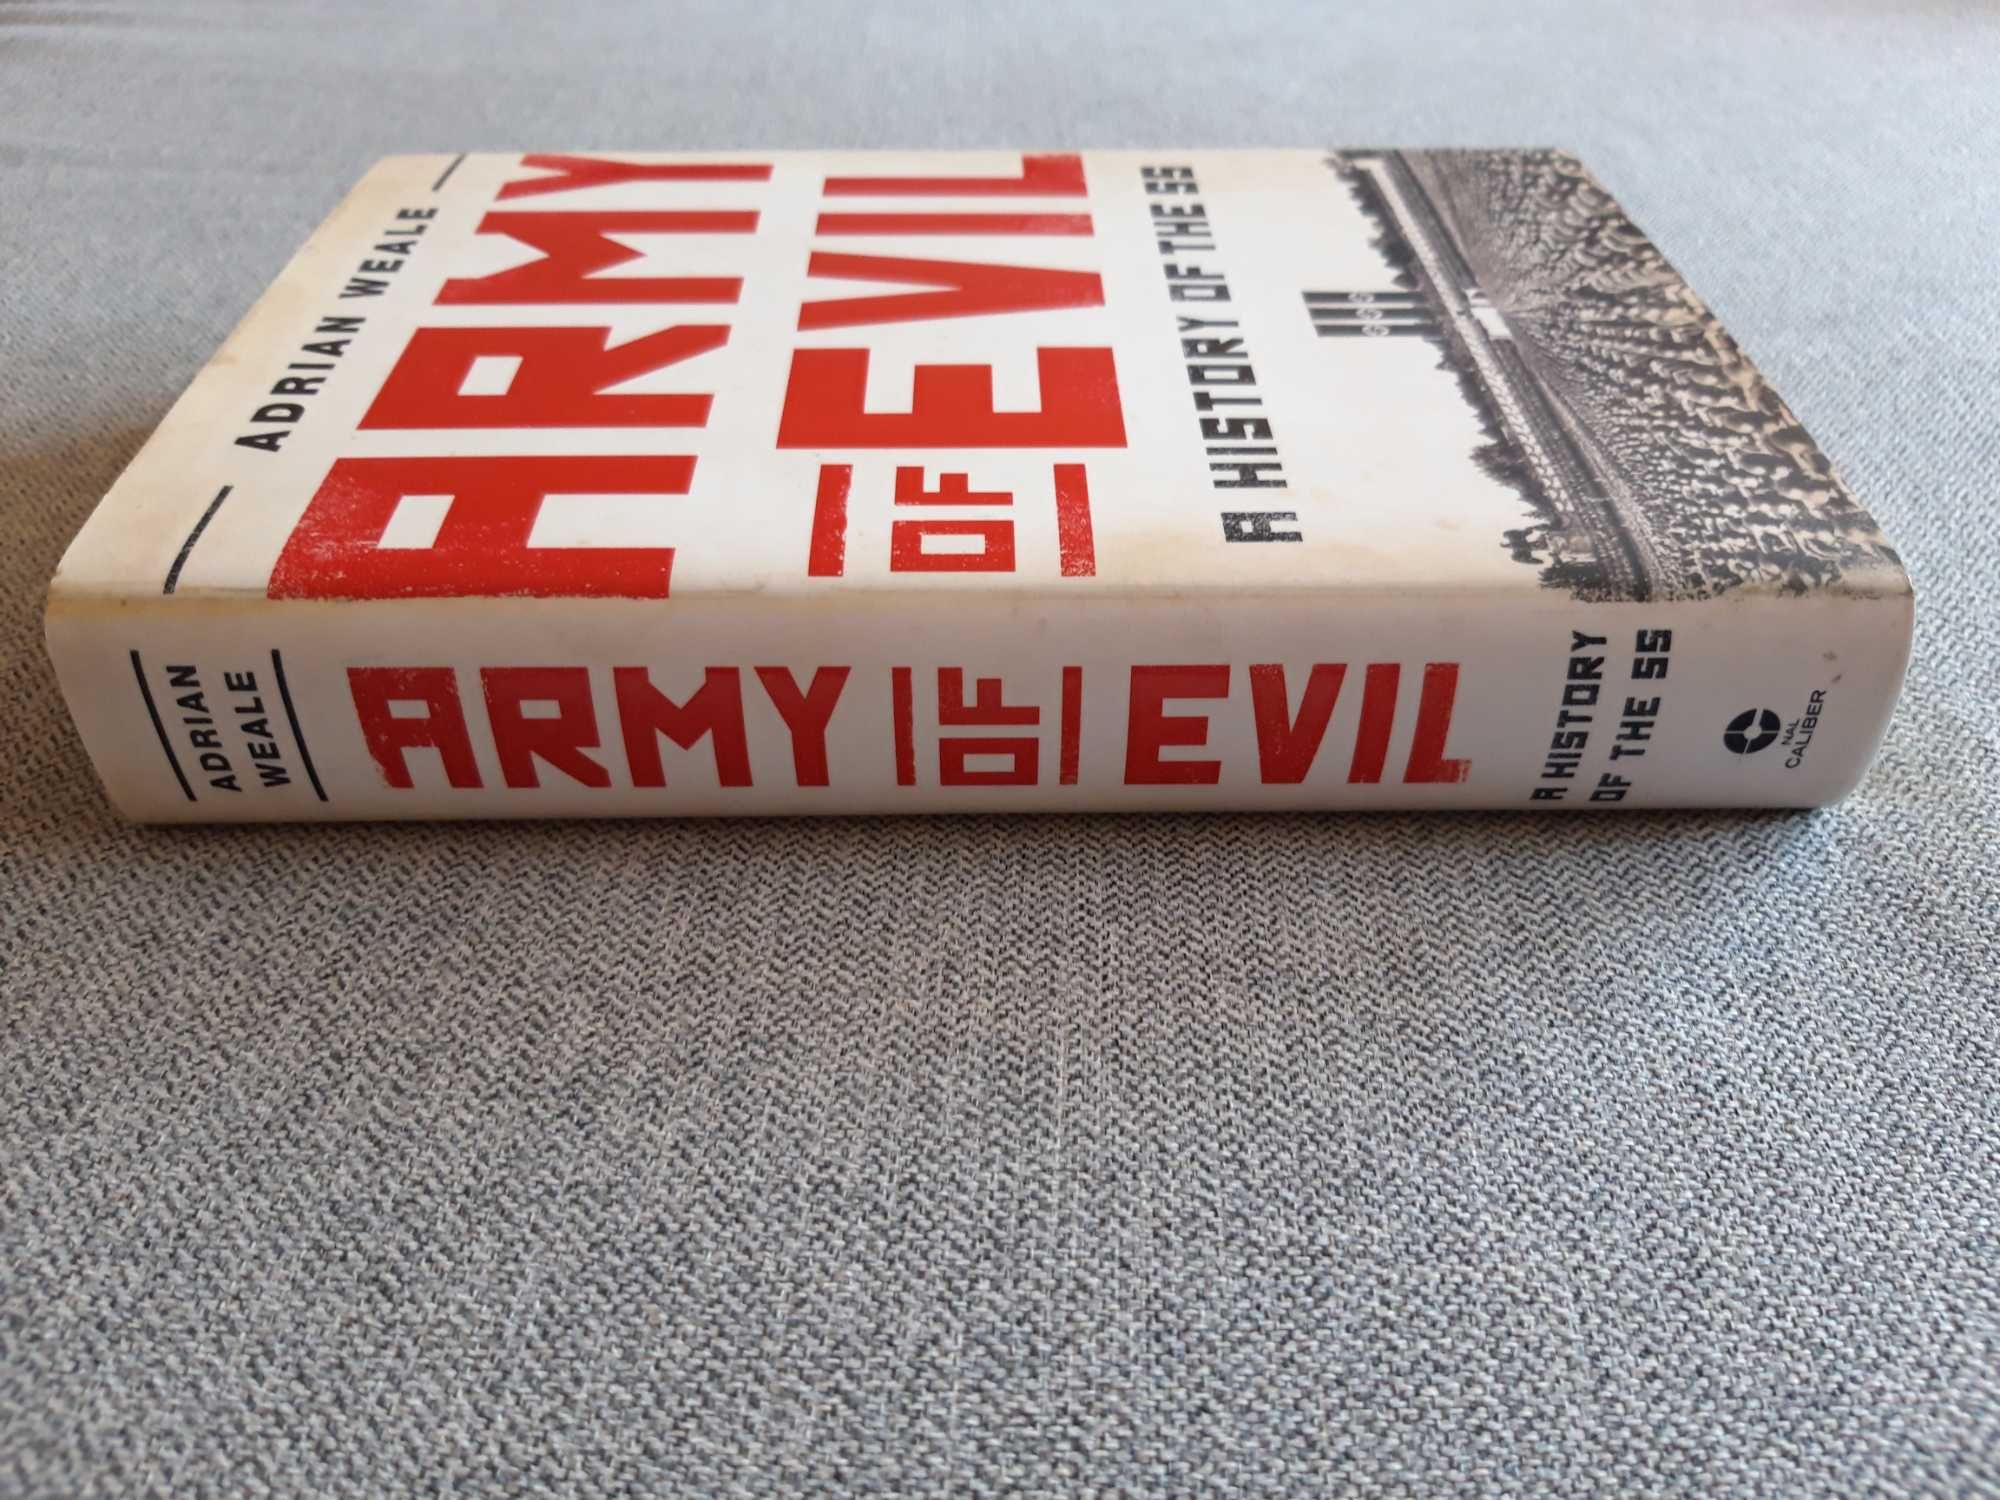 ADRIAN WEALE
ARMY
OF EVIL
A HISTORY OF THE SS
ADRIAN
WEALE
ARMY OF EVIL
A HISTORY
OF THE SS
NAL
CALIBER